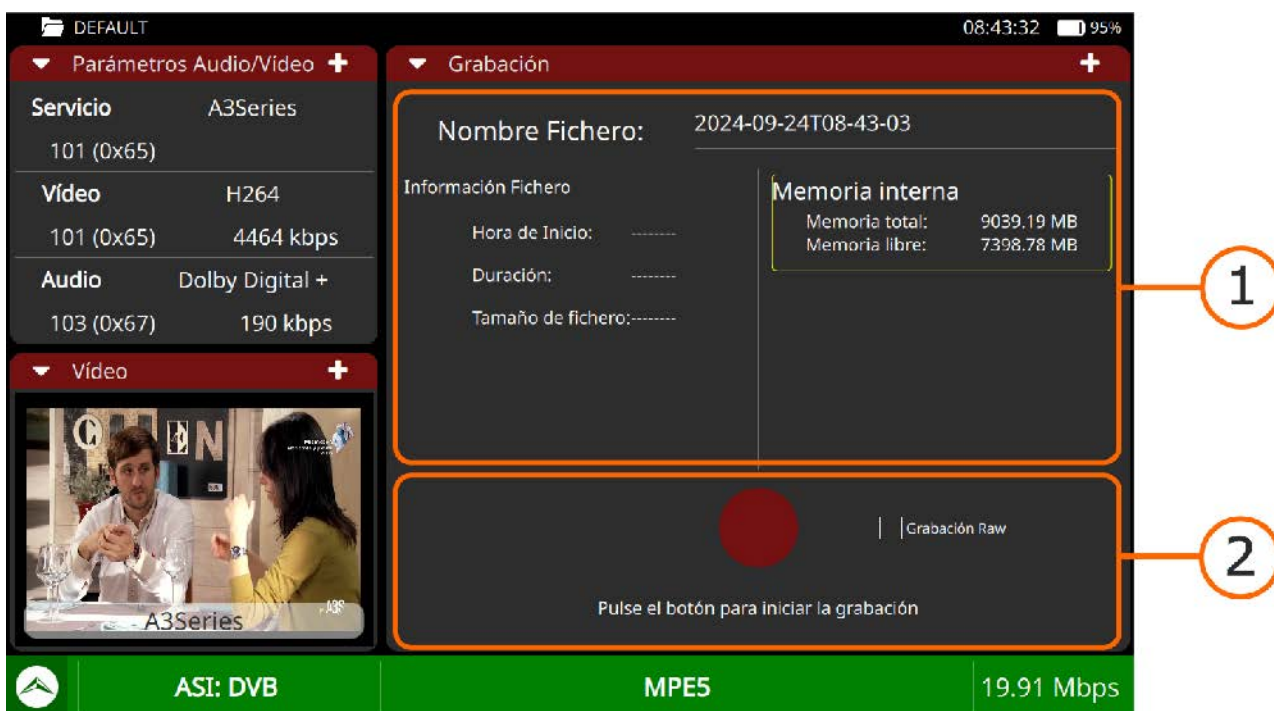 DEFAULT
08:43:32 95%
Parámetros Audio/Vídeo
Servicio A3Series
101 (0x65)
Vídeo H264
101 (0x65) 4464 kbps
Audio Dolby Digital +
103 (0x67) 190 kbps
Vídeo
A3Series
Grabación
Nombre Fichero: 2024-09-24T08-43-03
Información Fichero
Hora de Inicio: --------
Duración: --------
Tamaño de fichero:--------
Memoria interna
Memoria total: 9039.19 MB
Memoria libre: 7398.78 MB
1
Grabación Raw
Pulse el botón para iniciar la grabación
2
ASI: DVB MPE5 19.91 Mbps